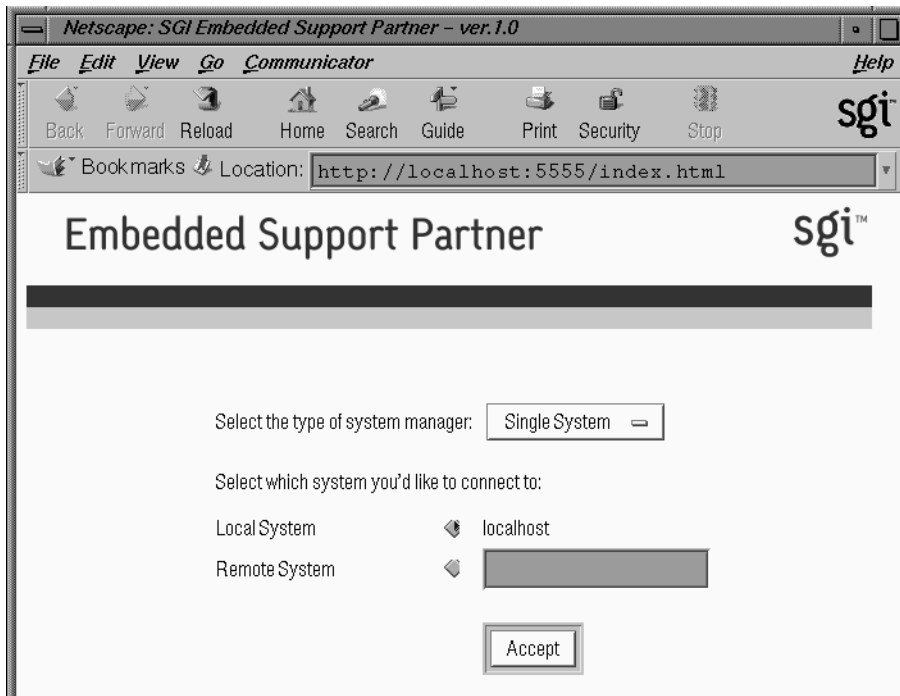 Netscape: SGI Embedded Support Partner – ver.1.0
File Edit View Go Communicator Help
Back Forward Reload Home Search Guide Print Security Stop sgi™
Bookmarks Location: http://localhost:5555/index.html
Embedded Support Partner sgi™
Select the type of system manager: Single System
Select which system you'd like to connect to:
Local System localhost
Remote System
Accept